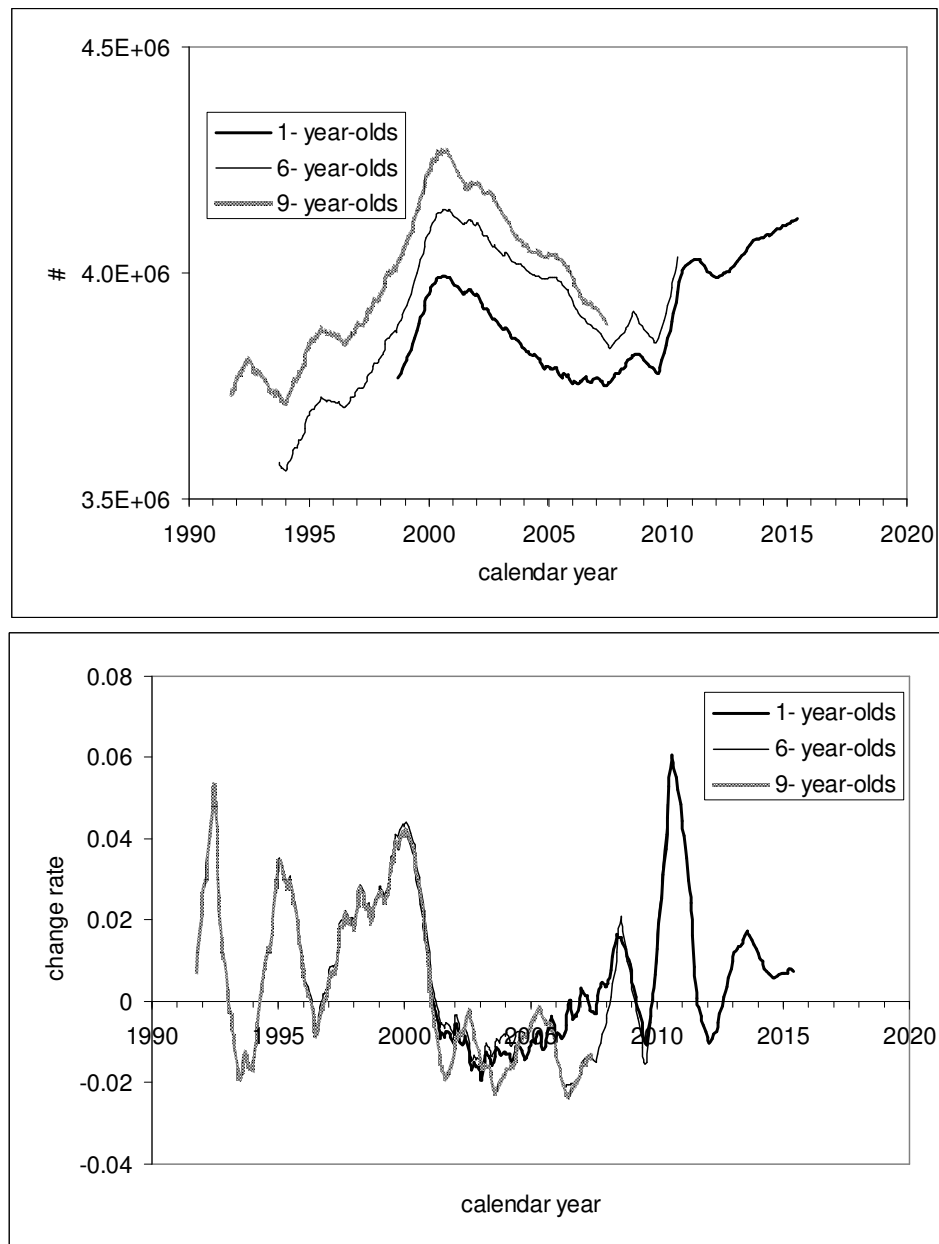 4.5E+06
1- year-olds
6- year-olds
9- year-olds
4.0E+06
#
3.5E+06
1990 1995 2000 2005 2010 2015 2020
calendar year
0.08
1- year-olds
6- year-olds
9- year-olds
0.06
0.04
change rate
0.02
0
1990 1995 2000 2005 2010 2015 2020
-0.02
-0.04
calendar year